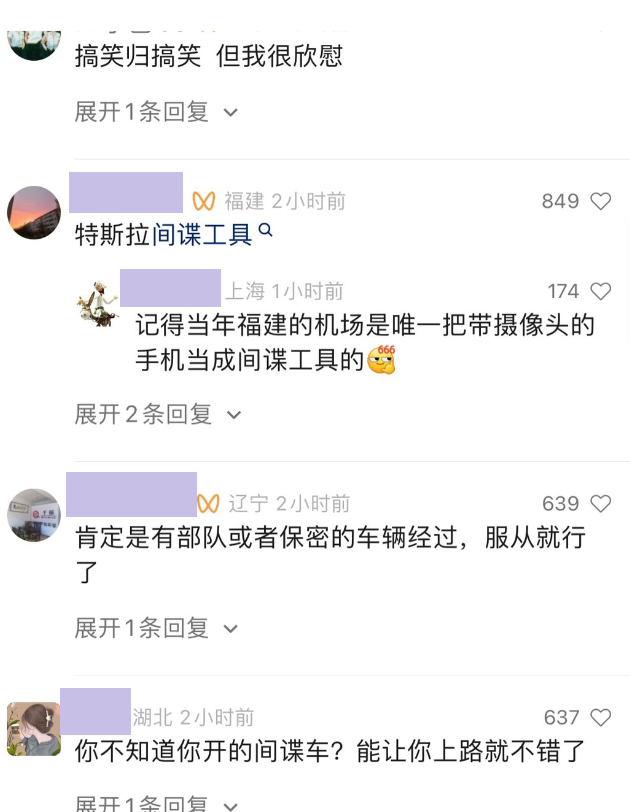 搞笑归搞笑 但我很欣慰
展开1条回复
福建 2小时前 849
特斯拉间谍工具
上海 1小时前 174
记得当年福建的机场是唯一把带摄像头的
手机当成间谍工具的
展开2条回复
辽宁 2小时前 639
肯定是有部队或者保密的车辆经过，服从就行
了
展开1条回复
湖北 2小时前 637
你不知道你开的间谍车？能让你上路就不错了
展开1条回复